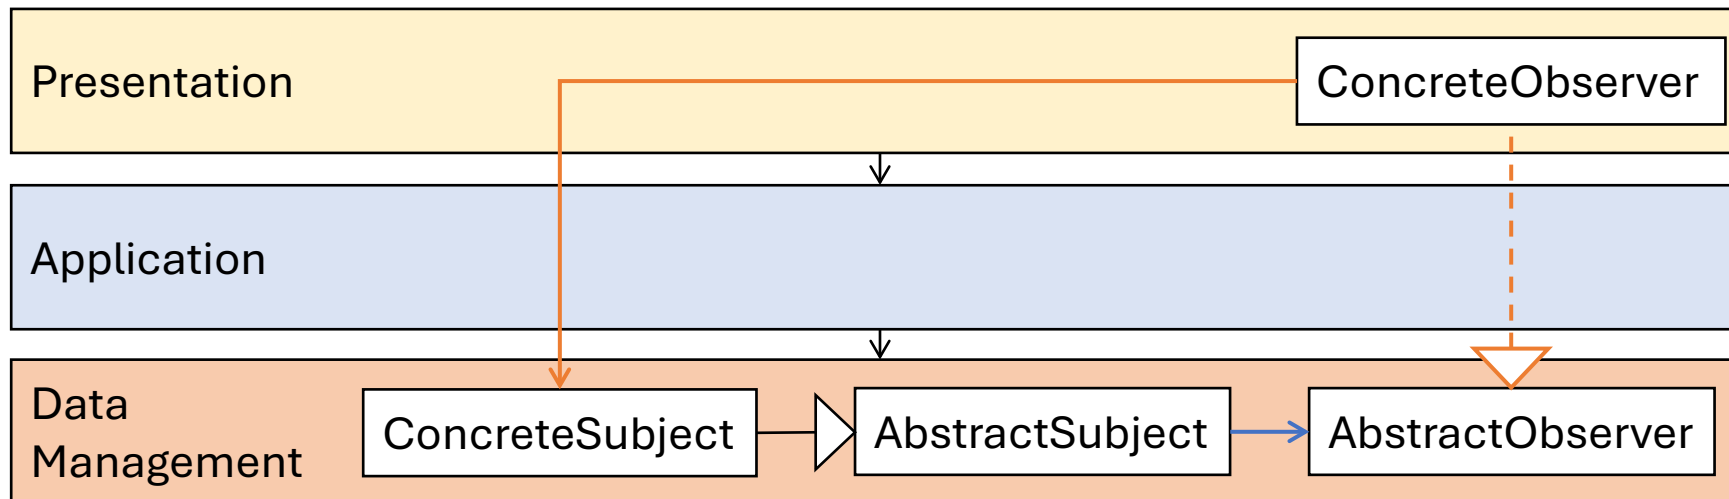 Presentation
ConcreteObserver
Application
Data
Management
ConcreteSubject
AbstractSubject
AbstractObserver